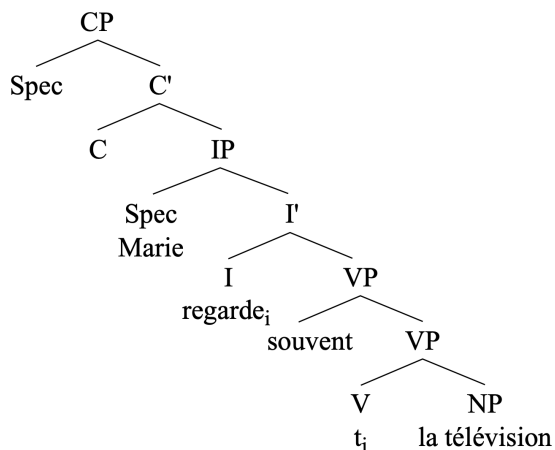 CP
Spec C'
C IP
Spec I'
Marie
I VP
regardeᵢ
souvent VP
V NP
tᵢ la télévision